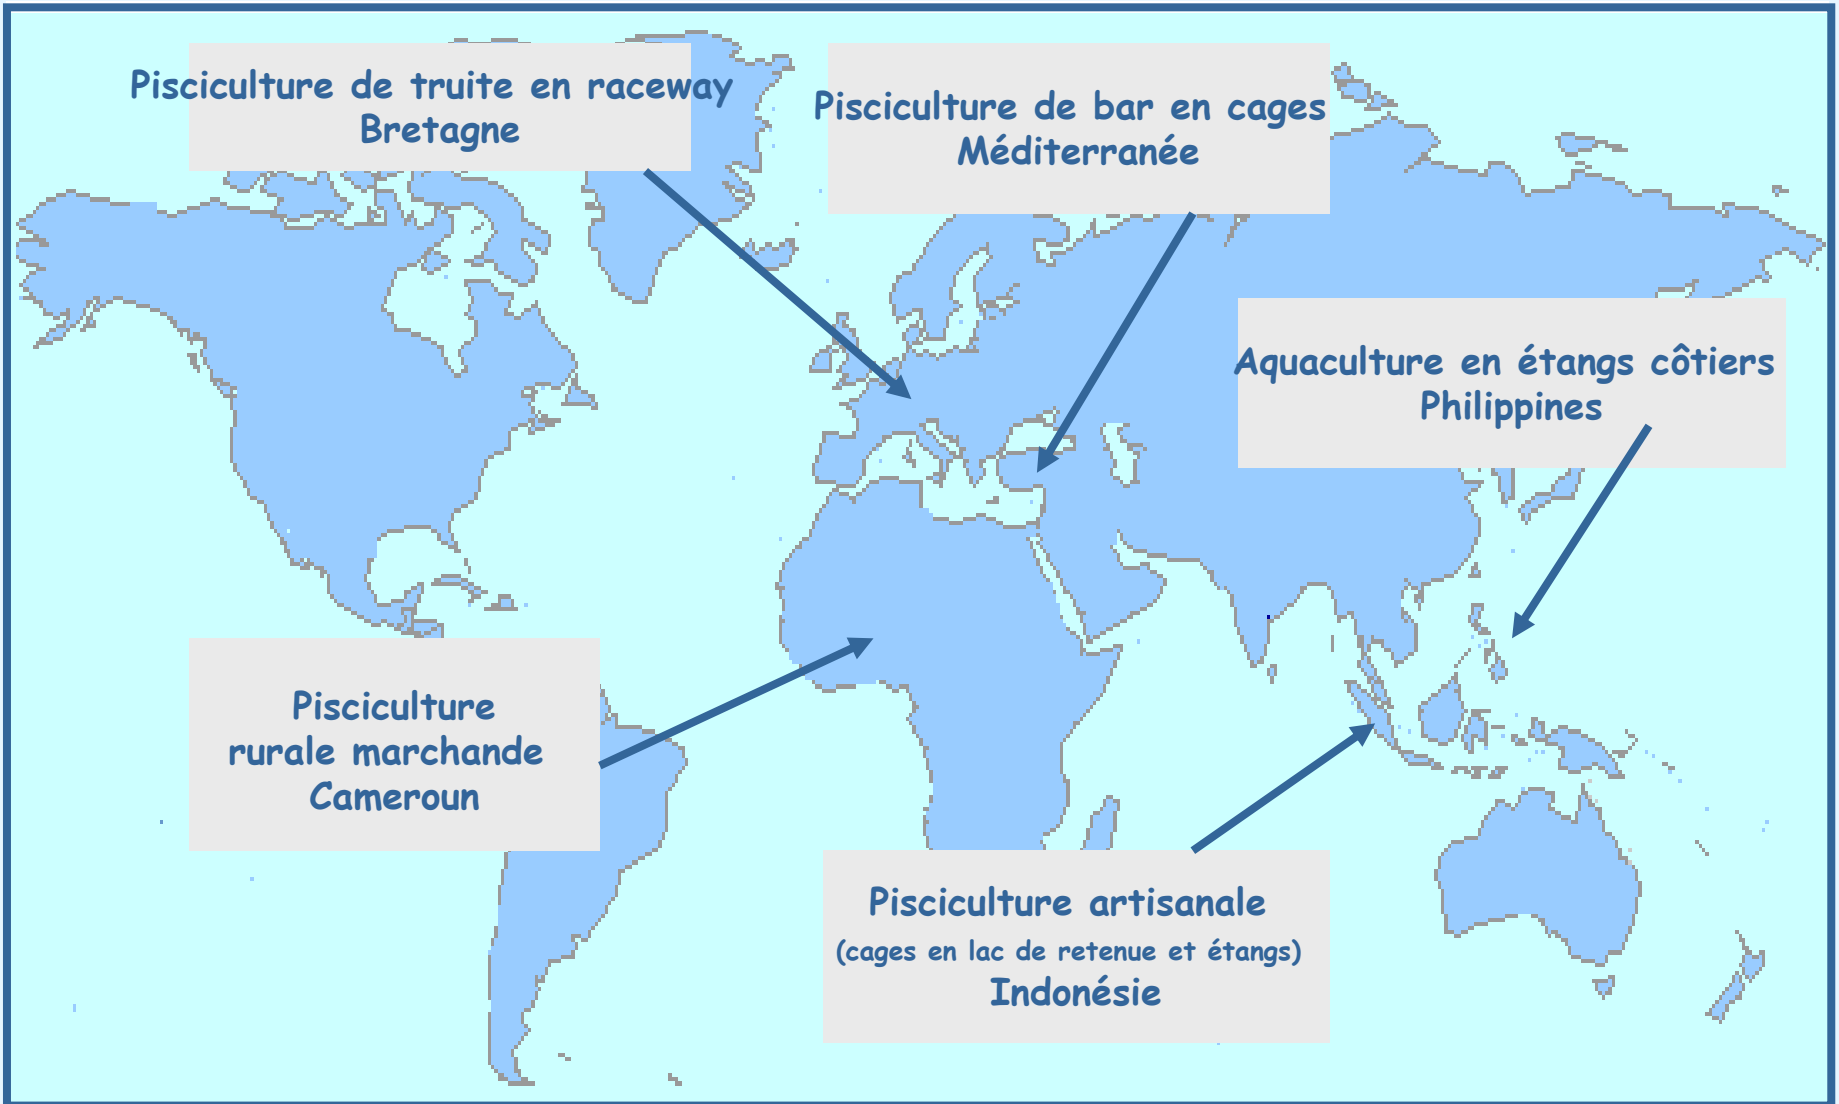 Pisciculture de truite en raceway
Bretagne
Pisciculture de bar en cages
Méditerranée
Aquaculture en étangs côtiers
Philippines
Pisciculture
rurale marchande
Cameroun
Pisciculture artisanale
(cages en lac de retenue et étangs)
Indonésie